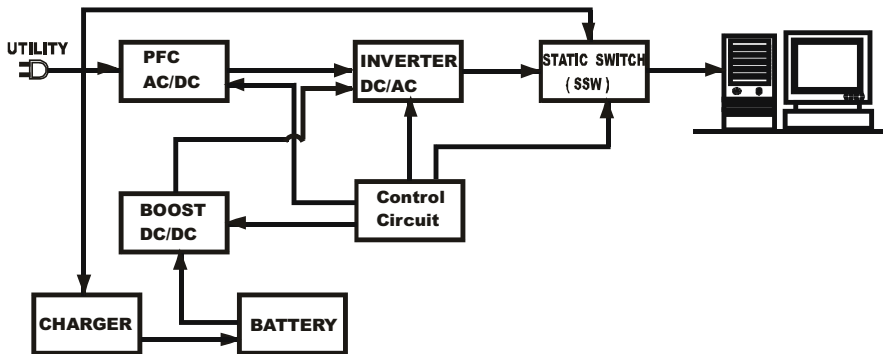 UTILITY
PFC
AC/DC
INVERTER
DC/AC
STATIC SWITCH
( SSW )
BOOST
DC/DC
Control
Circuit
CHARGER
BATTERY